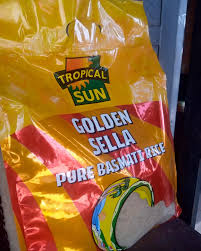 TROPICAL
SUN
GOLDEN
SELLA
PURE BASMATI RICE